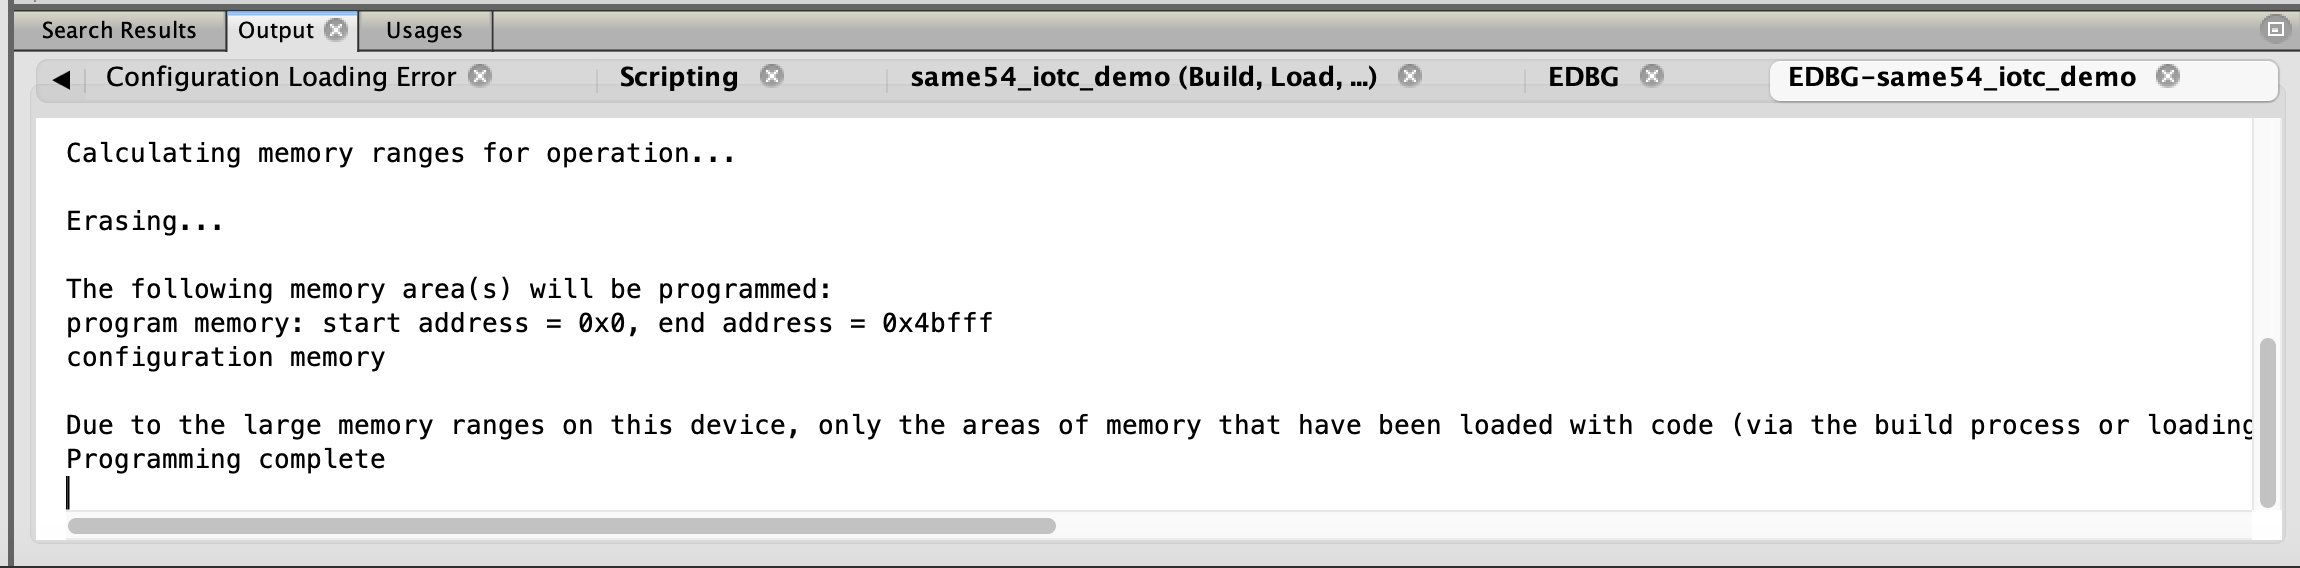 Search Results Output Usages
Configuration Loading Error Scripting same54_iotc_demo (Build, Load, ...) EDBG EDBG-same54_iotc_demo
Calculating memory ranges for operation...
Erasing...
The following memory area(s) will be programmed:
program memory: start address = 0x0, end address = 0x4bfff
configuration memory
Due to the large memory ranges on this device, only the areas of memory that have been loaded with code (via the build process or loading
Programming complete